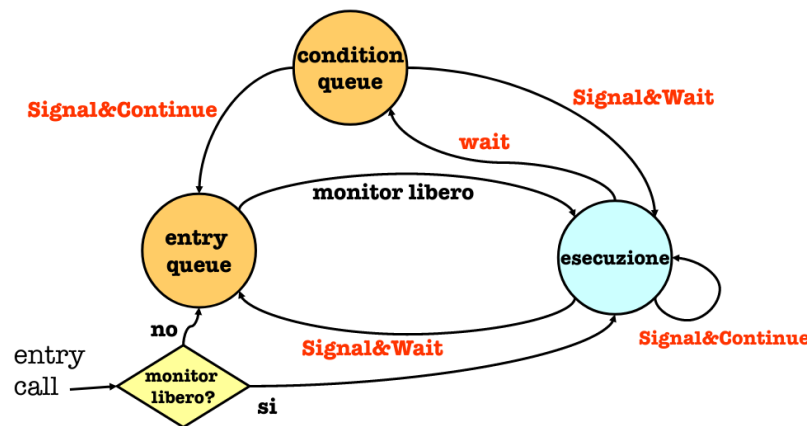 condition
queue
Signal&Continue
Signal&Wait
wait
monitor libero
entry
queue
esecuzione
no
Signal&Wait
Signal&Continue
entry
call
monitor
libero?
si